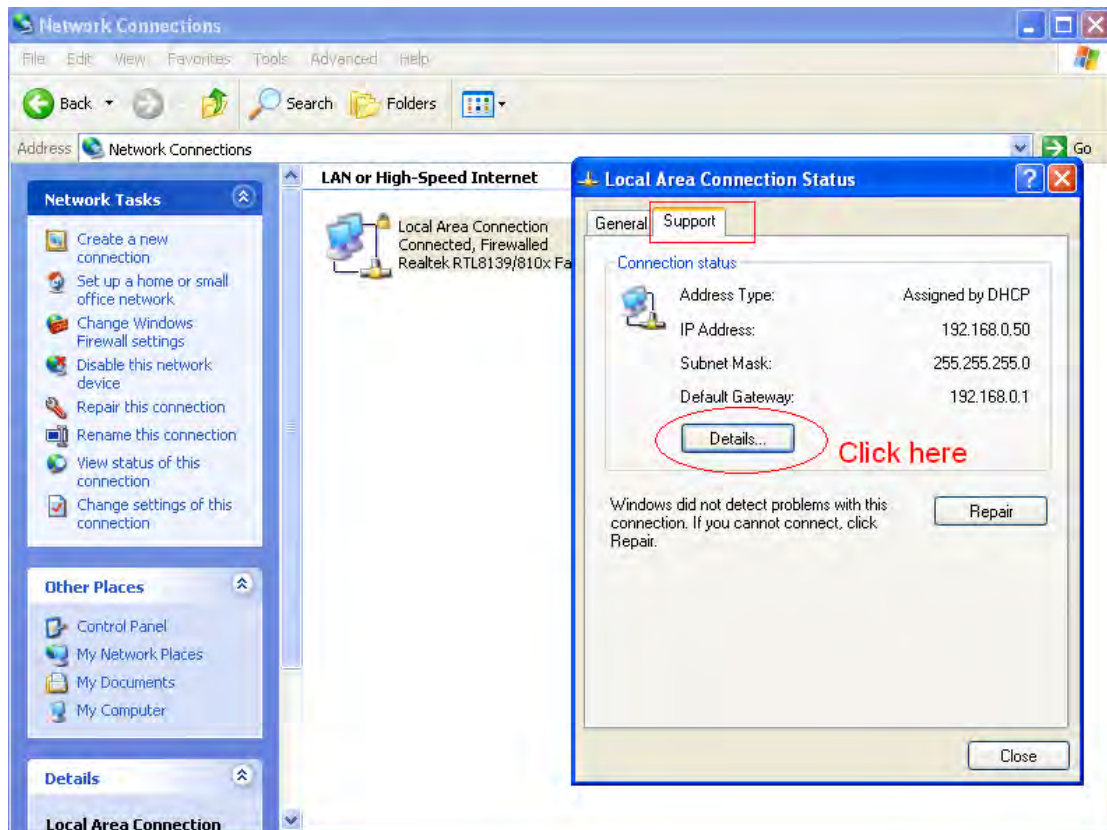 Network Connections
File Edit View Favorites Tools Advanced Help
Back Search Folders
Address Network Connections Go
Network Tasks
Create a new
connection
Set up a home or small
office network
Change Windows
Firewall settings
Disable this network
device
Repair this connection
Rename this connection
View status of this
connection
Change settings of this
connection
Other Places
Control Panel
My Network Places
My Documents
My Computer
Details
Local Area Connection
LAN or High-Speed Internet
Local Area Connection
Connected, Firewalled
Realtek RTL8139/810x Fa
Local Area Connection Status
General Support
Connection status
Address Type: Assigned by DHCP
IP Address: 192.168.0.50
Subnet Mask: 255.255.255.0
Default Gateway: 192.168.0.1
Details...
Click here
Windows did not detect problems with this
connection. If you cannot connect, click
Repair.
Repair
Close